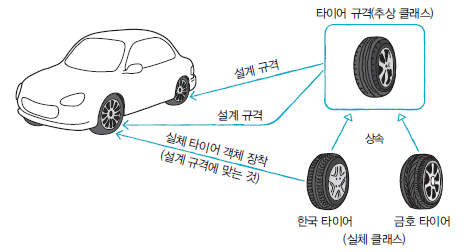 타이어 규격(추상 클래스)
설계 규격
설계 규격
실체 타이어 객체 장착
(설계 규격에 맞는 것)
상속
한국 타이어
금호 타이어
(실체 클래스)